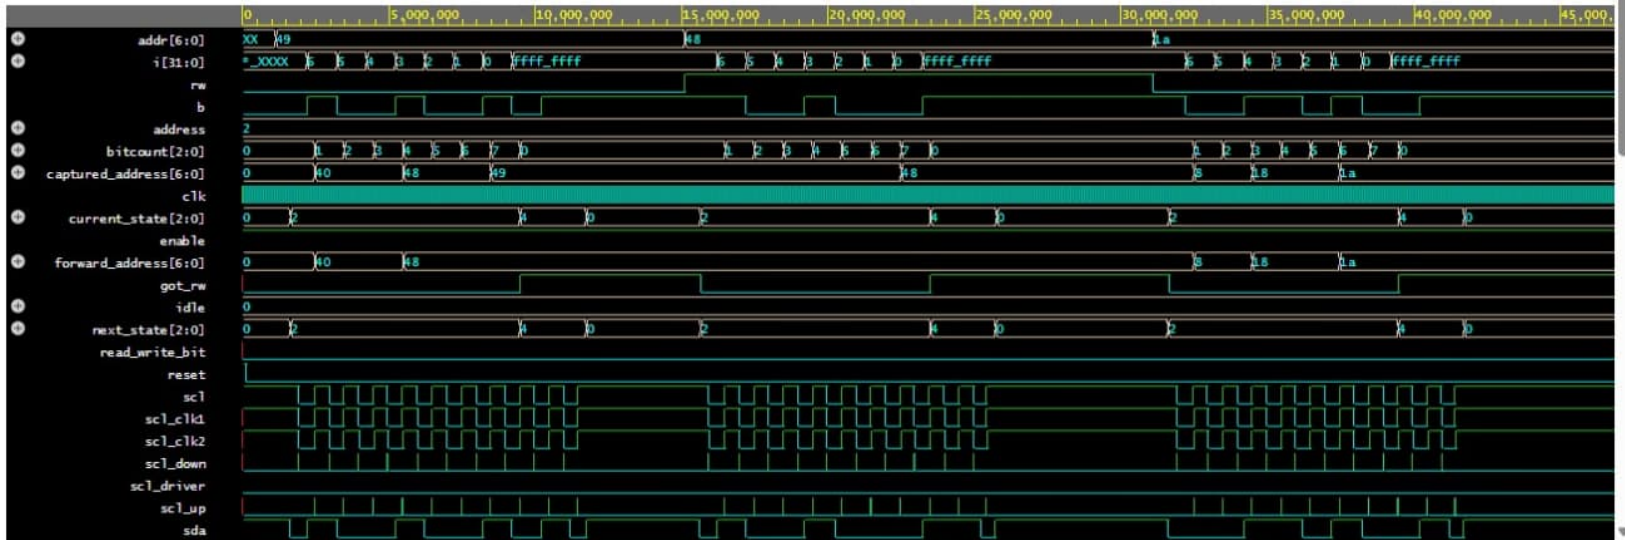 0 5,000,000 10,000,000 15,000,000 20,000,000 25,000,000 30,000,000 35,000,000 40,000,000 45,000,
addr[6:0] XX 49 48 1a
i[31:0] *_XXXX 6 5 4 3 2 1 0 ffff_ffff 6 5 4 3 2 1 0 ffff_ffff 6 5 4 3 2 1 0 ffff_ffff
rw
b
address 2
bitcount[2:0] 0 1 2 3 4 5 6 7 0 1 2 3 4 5 6 7 0 1 2 3 4 5 6 7 0
captured_address[6:0] 0 40 48 49 48 8 18 1a
clk
current_state[2:0] 0 2 4 0 2 4 0 2 4 0
enable
forward_address[6:0] 0 40 48 8 18 1a
got_rw
idle 0
next_state[2:0] 0 2 4 0 2 4 0 2 4 0
read_write_bit
reset
scl
scl_clk1
scl_clk2
scl_down
scl_driver
scl_up
sda